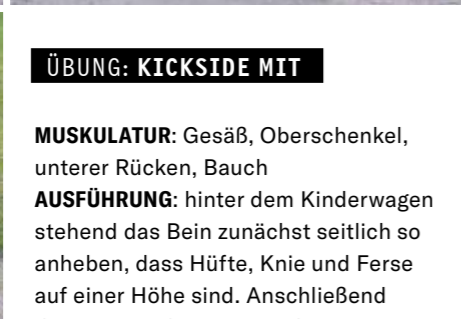 ÜBUNG: KICKSIDE MIT
MUSKULATUR: Gesäß, Oberschenkel,
unterer Rücken, Bauch
AUSFÜHRUNG: hinter dem Kinderwagen
stehend das Bein zunächst seitlich so
anheben, dass Hüfte, Knie und Ferse
auf einer Höhe sind. Anschließend